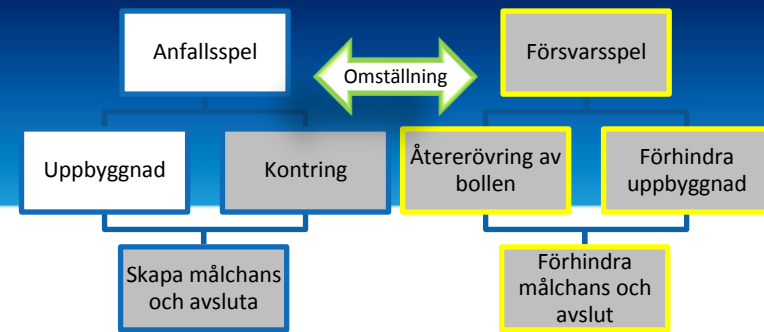 Anfallsspel
Omställning
Försvarsspel
Uppbyggnad
Kontring
Återerövring av
bollen
Förhindra
uppbyggnad
Skapa målchans
och avsluta
Förhindra
målchans och
avslut